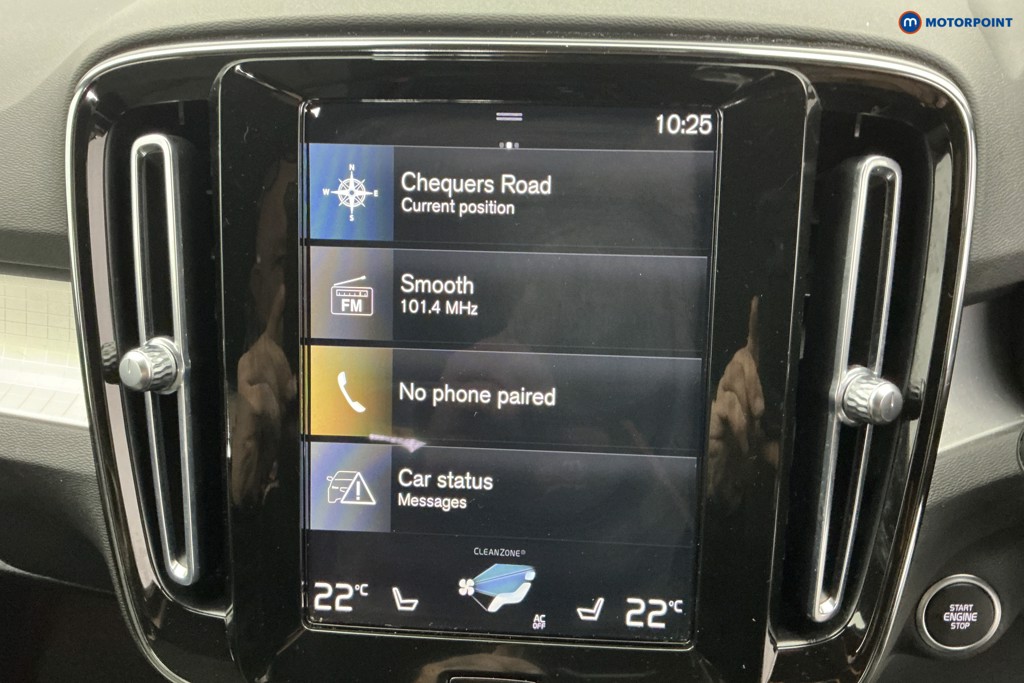 MOTORPOINT
10:25
N
W E
S
Chequers Road
Current position
FM
Smooth
101.4 MHz
No phone paired
Car status
Messages
CLEANZONE®
22°C
AC
OFF
22°C
START
ENGINE
STOP